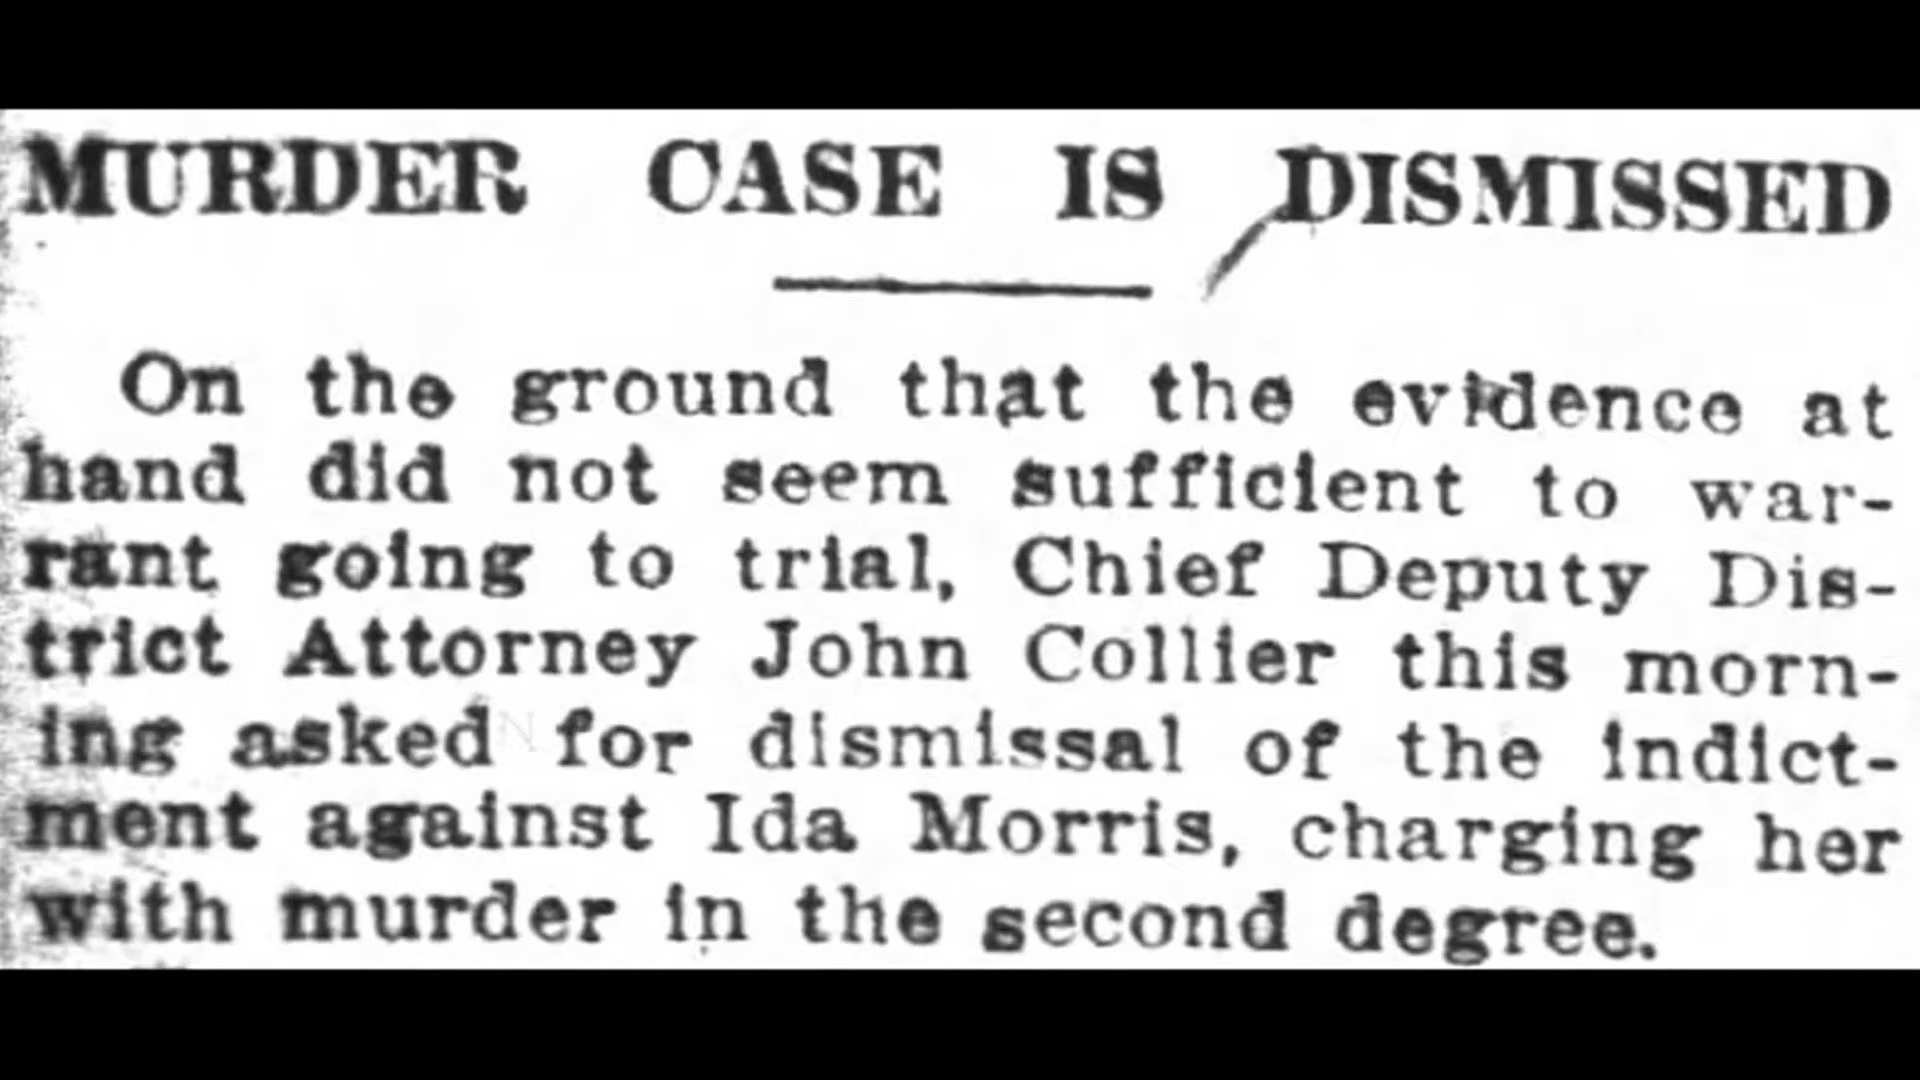 MURDER CASE IS DISMISSED
On the ground that the evidence at
hand did not seem sufficient to war-
rant going to trial, Chief Deputy Dis-
trict Attorney John Collier this morn-
ing asked for dismissal of the indict-
ment against Ida Morris, charging her
with murder in the second degree.